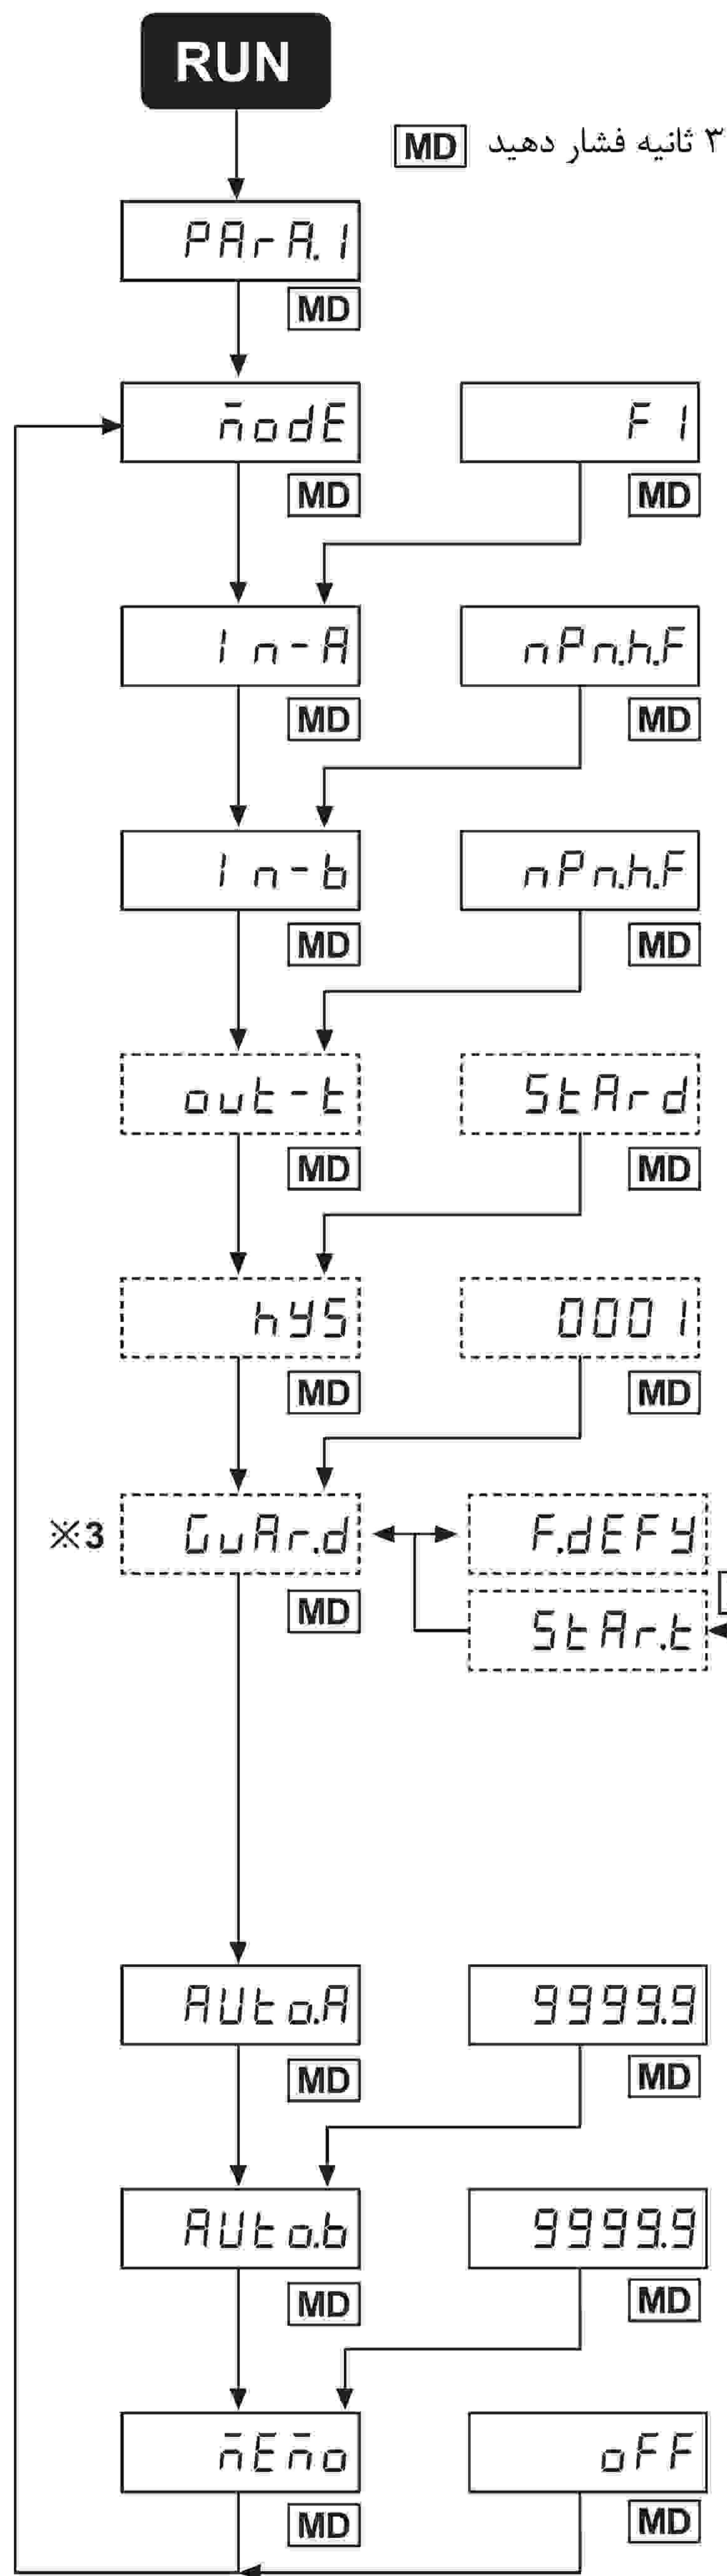 RUN
۳ ثانیه فشار دهید MD
PArA.1
MD
modE F 1
MD MD
In-A nPn.h.F
MD MD
In-b nPn.h.F
MD MD
out-t StArd
MD MD
hYS 0001
MD MD
※3 GuAr.d F.dEFY
MD
StAr.t
AUto.A 9999.9
MD MD
AUto.b 9999.9
MD MD
mEmo oFF
MD MD